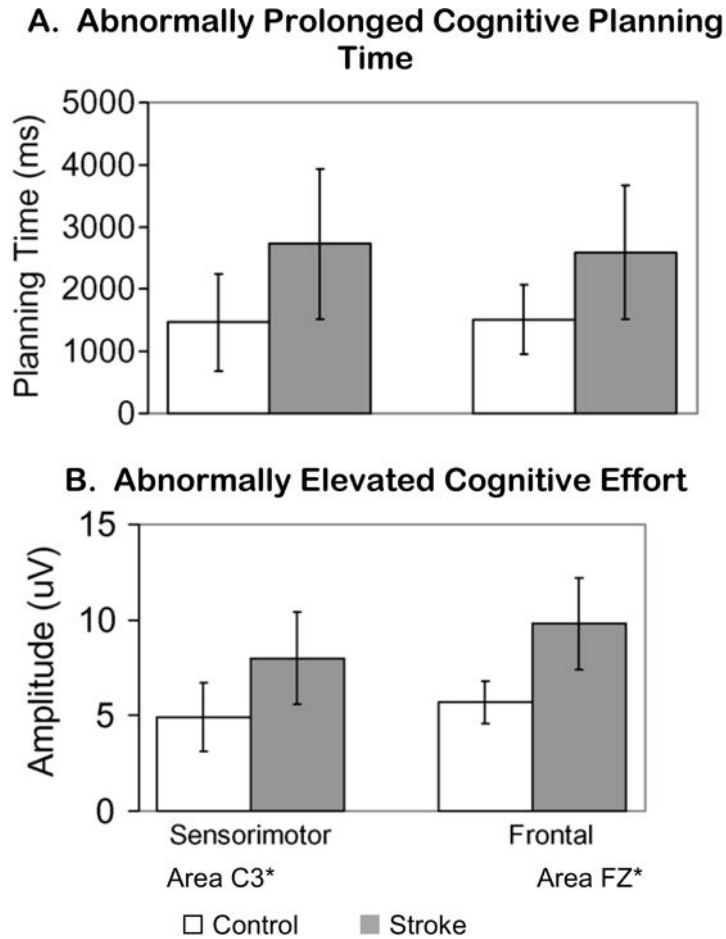 A. Abnormally Prolonged Cognitive Planning
Time
Planning Time (ms)
5000
4000
3000
2000
1000
0
B. Abnormally Elevated Cognitive Effort
Amplitude (uV)
15
10
5
0
Sensorimotor Frontal
Area C3* Area FZ*
Control Stroke